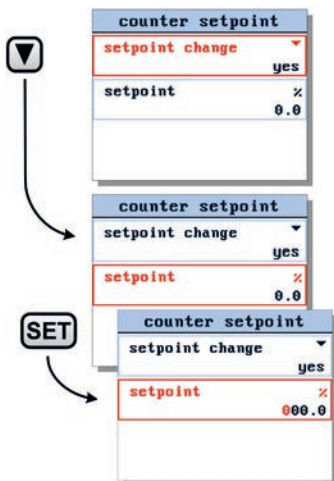 counter setpoint
setpoint change
yes
setpoint %
0.0
counter setpoint
setpoint change
yes
setpoint %
0.0
SET
counter setpoint
setpoint change
yes
setpoint %
000.0